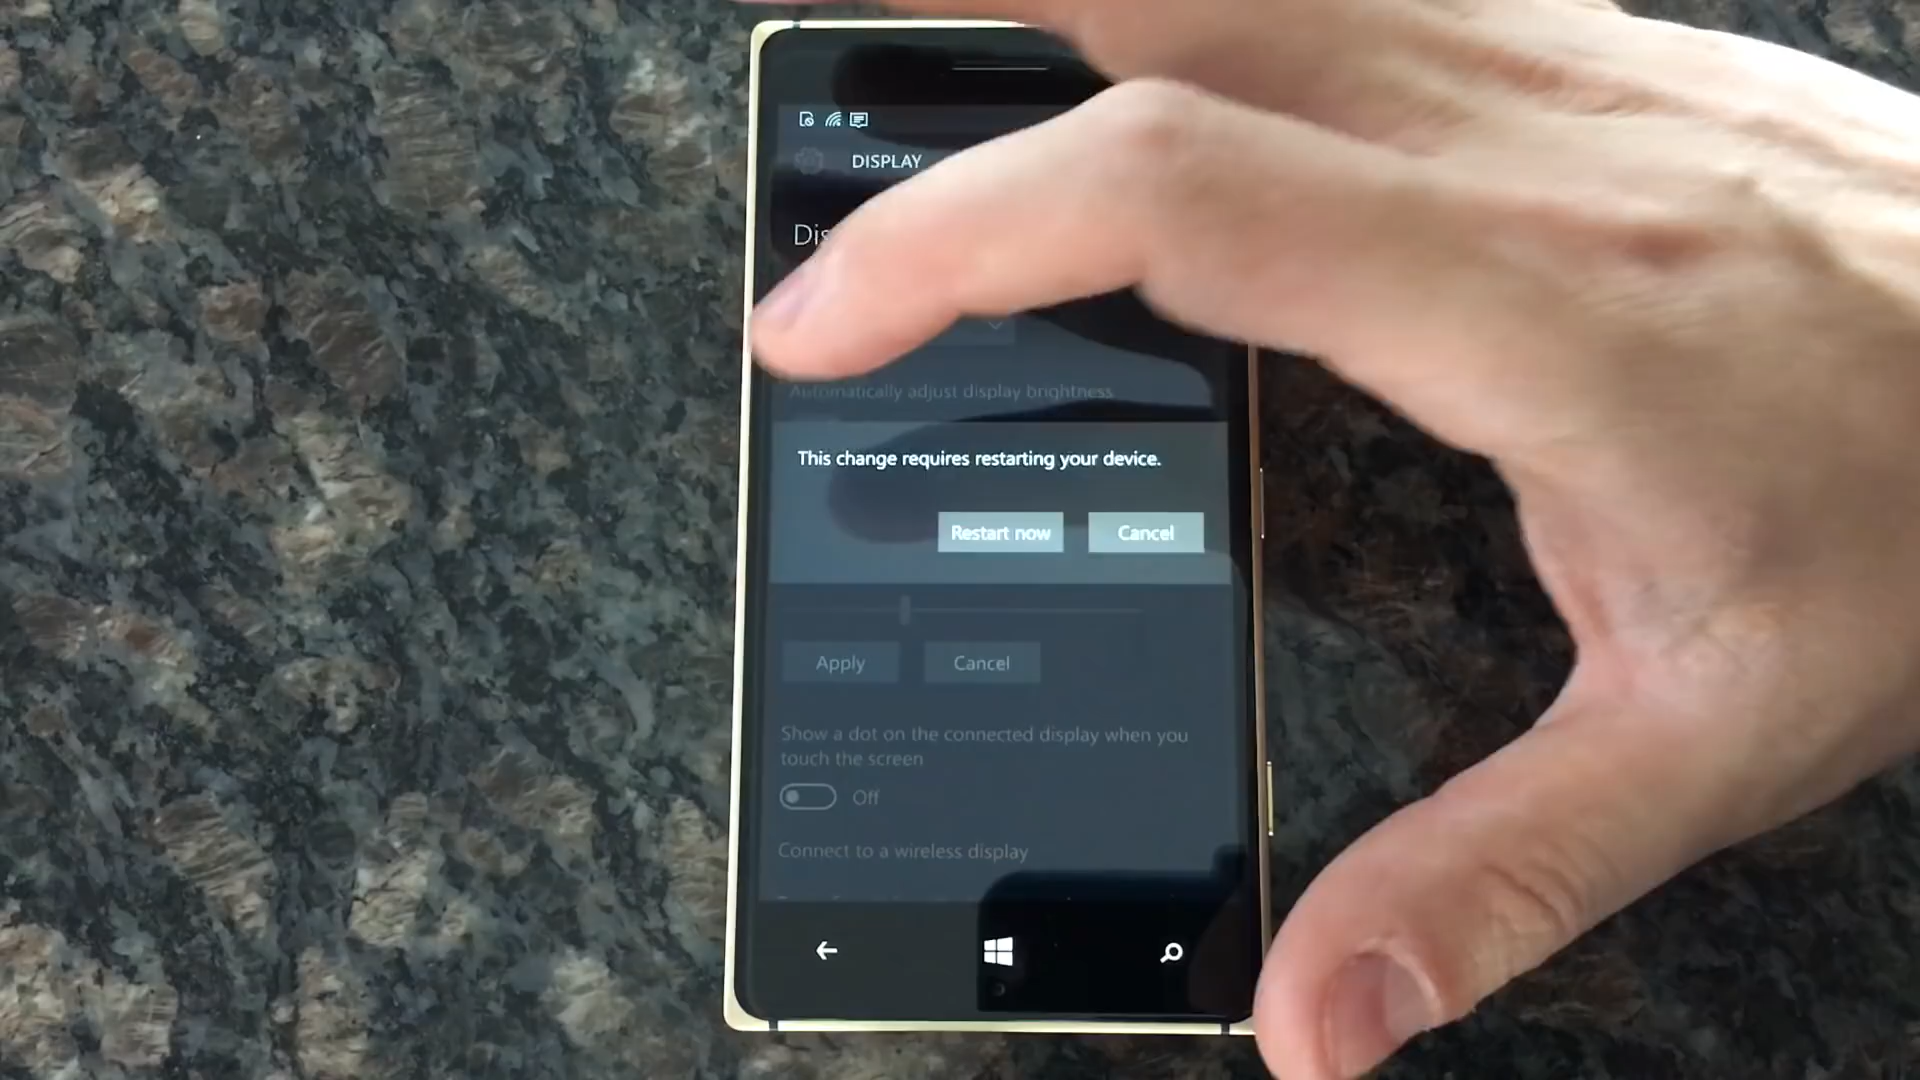 DISPLAY
Automatically adjust display brightness
This change requires restarting your device.
Restart now Cancel
Apply Cancel
Show a dot on the connected display when you
touch the screen
Off
Connect to a wireless display